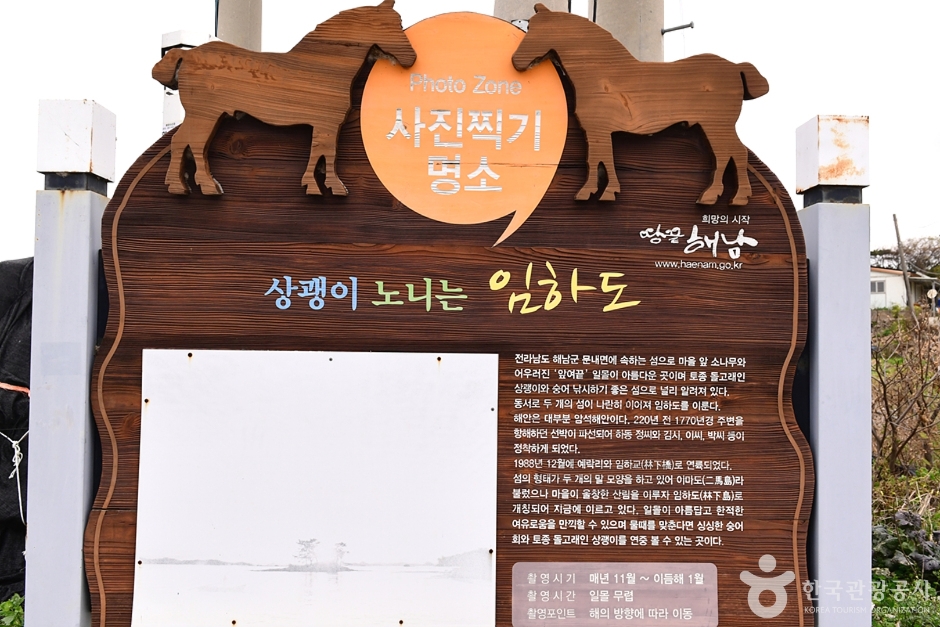 Photo Zone
사진찍기
명소
희망의 시작
땅끝해남
www.haenam.go.kr
상괭이 노니는 임하도
전라남도 해남군 문내면에 속하는 섬으로 마을 앞 소나무와
어우러진 '앞여끝' 일몰이 아름다운 곳이며 토종 돌고래인
상괭이와 숭어 낚시하기 좋은 섬으로 널리 알려져 있다.
동서로 두 개의 섬이 나란히 이어져 임하도를 이룬다.
해안은 대부분 암석해안이다. 220년 전 1770년경 주변을
항해하던 선박이 파선되어 하동 정씨와 김시, 이씨, 박씨 등이
정착하게 되었다.
1988년 12월에 예락리와 임하교(林下橋)로 연륙되었다.
섬의 형태가 두 개의 말 모양을 하고 있어 이마도(二馬島)라
불렀으나 마을이 울창한 산림을 이루자 임하도(林下島)로
개칭되어 지금에 이르고 있다. 일몰이 아름답고 한적한
여유로움을 만끽할 수 있으며 물때를 맞춘다면 싱싱한 숭어
회와 토종 돌고래인 상괭이를 연중 볼 수 있는 곳이다.
촬영시기 매년 11월 ~ 이듬해 1월
촬영시간 일몰 무렵
촬영포인트 해의 방향에 따라 이동
한국관광공사
KOREA TOURISM ORGANIZATION